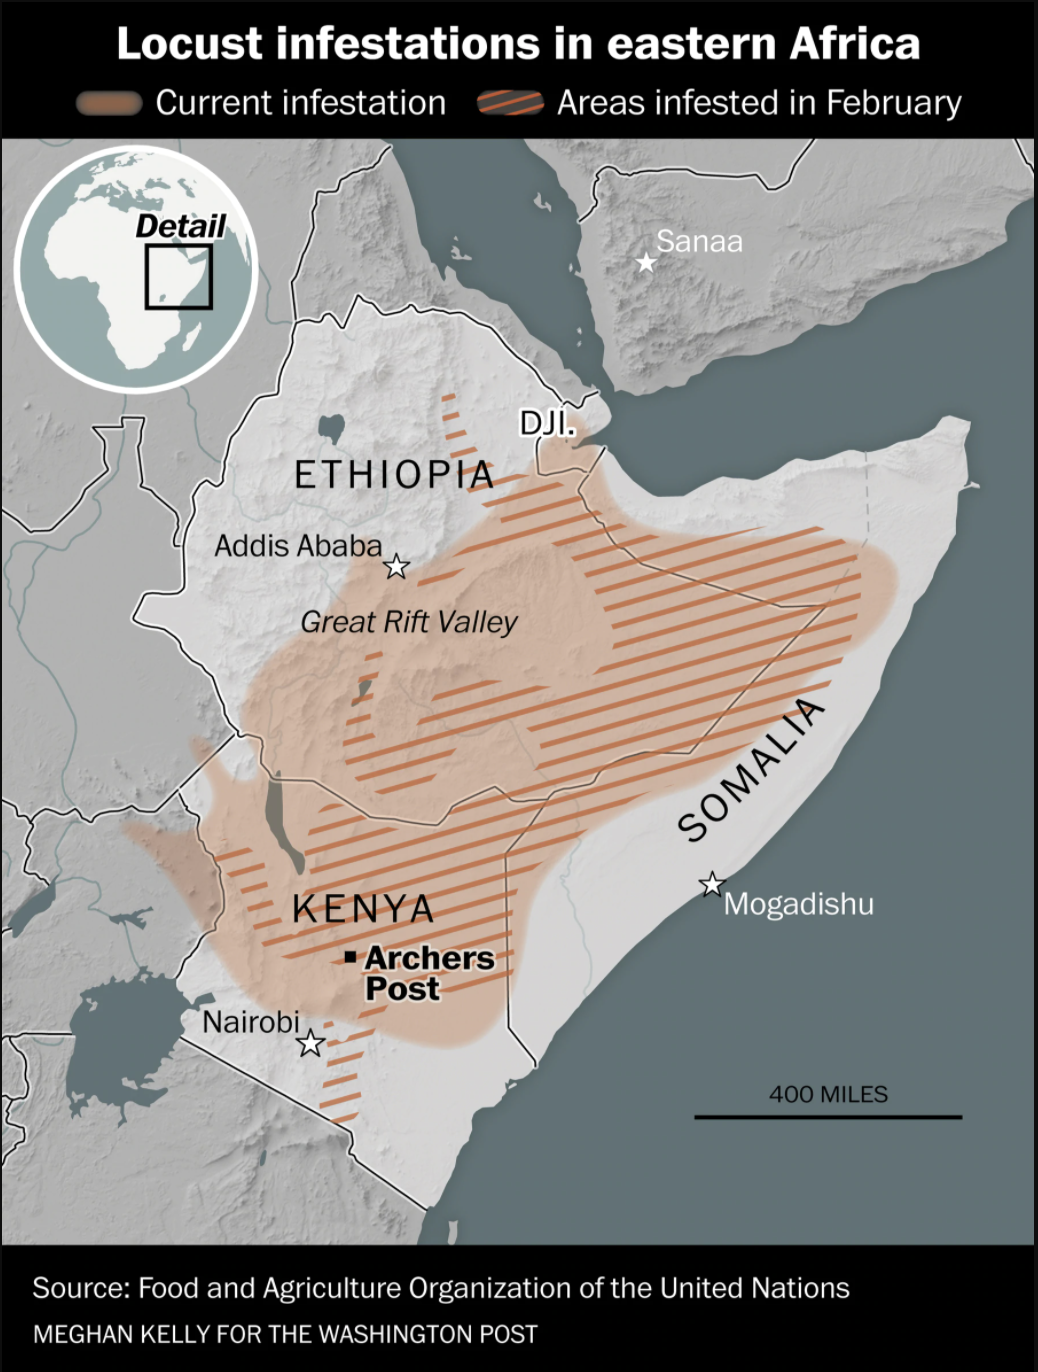 Locust infestations in eastern Africa
Current infestation
Areas infested in February
Detail
Sanaa
DJI.
ETHIOPIA
Addis Ababa
Great Rift Valley
SOMALIA
Mogadishu
KENYA
Archers
Post
Nairobi
400 MILES
Source: Food and Agriculture Organization of the United Nations
MEGHAN KELLY FOR THE WASHINGTON POST